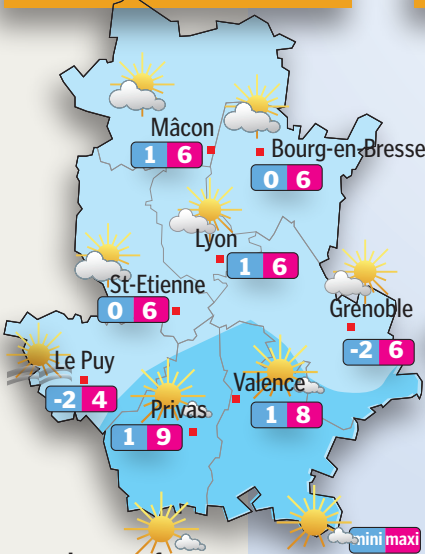 Mâcon
1 6
Bourg-en-Bresse
0 6
Lyon
1 6
St-Etienne
0 6
Grenoble
-2 6
Le Puy
-2 4
Valence
1 8
Privas
1 9
mini maxi